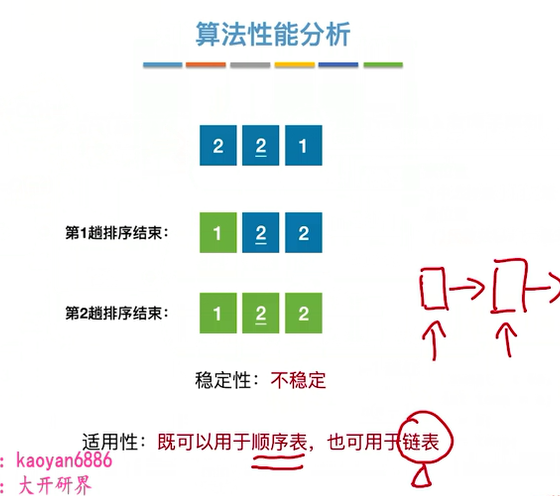 算法性能分析
2 2 1
第1趟排序结束： 1 2 2
第2趟排序结束： 1 2 2
稳定性：不稳定
适用性：既可以用于顺序表，也可用于链表
：kaoyan6886
：大开研界